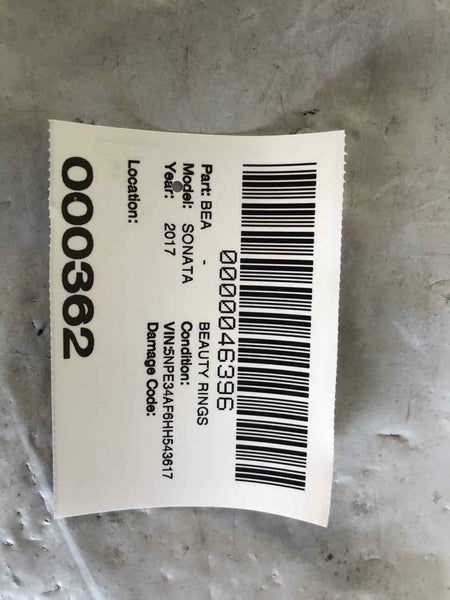 0000046396
Part: BEA - BEAUTY RINGS
Model: SONATA Condition:
Year: 2017 VIN:5NPE34AF6HH543617
Damage Code:
Location:
000362